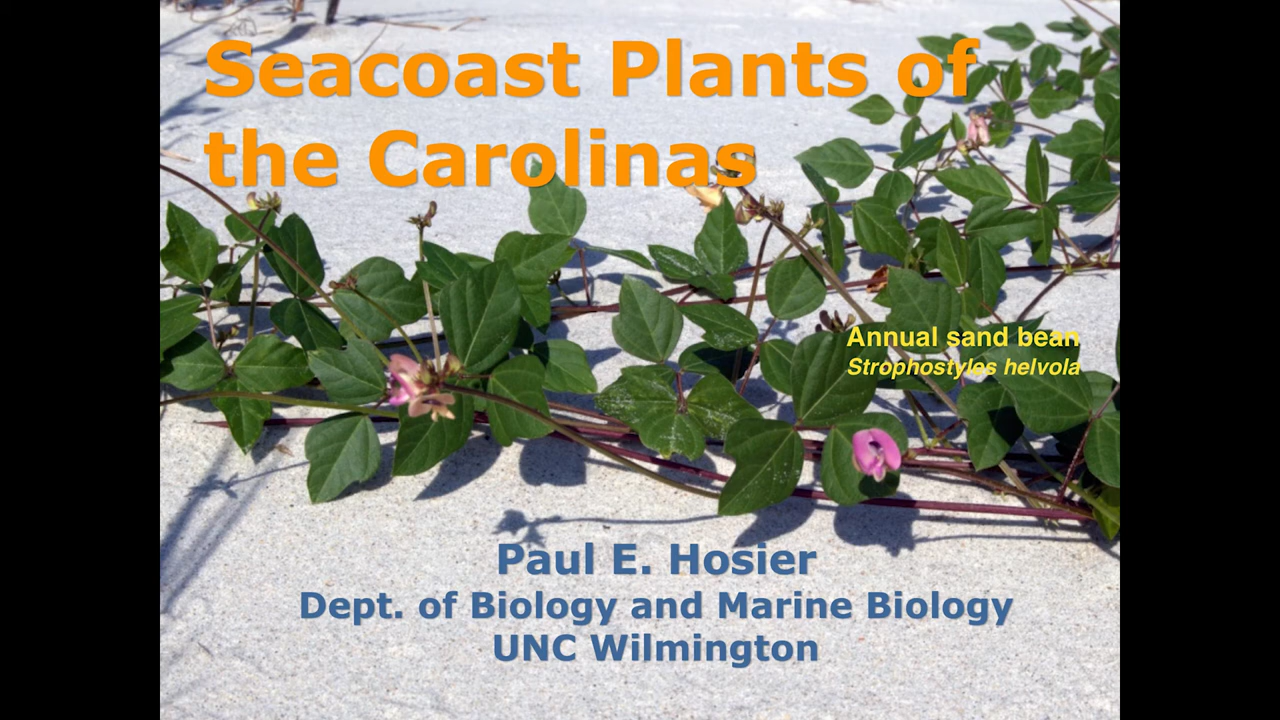 Seacoast Plants of
the Carolinas
Annual sand bean
Strophostyles helvola
Paul E. Hosier
Dept. of Biology and Marine Biology
UNC Wilmington